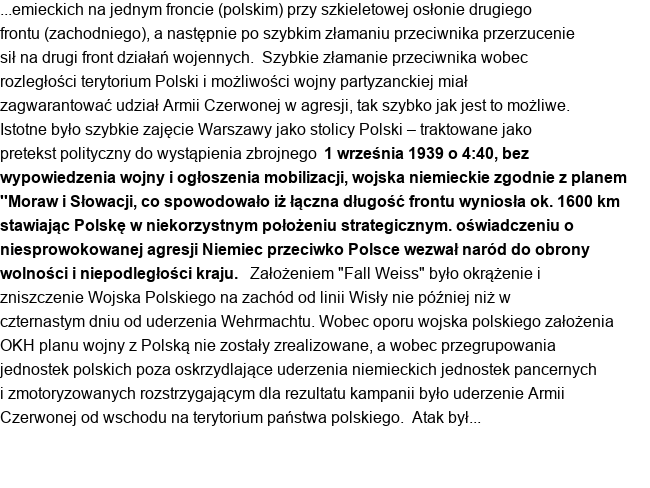 ...emieckich na jednym froncie (polskim) przy szkieletowej osłonie drugiego
frontu (zachodniego), a następnie po szybkim złamaniu przeciwnika przerzucenie
sił na drugi front działań wojennych.  Szybkie złamanie przeciwnika wobec
rozległości terytorium Polski i możliwości wojny partyzanckiej miał
zagwarantować udział Armii Czerwonej w agresji, tak szybko jak jest to możliwe.
Istotne było szybkie zajęcie Warszawy jako stolicy Polski – traktowane jako
pretekst polityczny do wystąpienia zbrojnego  1 września 1939 o 4:40, bez
wypowiedzenia wojny i ogłoszenia mobilizacji, wojska niemieckie zgodnie z planem
"Moraw i Słowacji, co spowodowało iż łączna długość frontu wyniosła ok. 1600 km
stawiając Polskę w niekorzystnym położeniu strategicznym. oświadczeniu o
niesprowokowanej agresji Niemiec przeciwko Polsce wezwał naród do obrony
wolności i niepodległości kraju.   Założeniem "Fall Weiss" było okrążenie i
zniszczenie Wojska Polskiego na zachód od linii Wisły nie później niż w
czternastym dniu od uderzenia Wehrmachtu. Wobec oporu wojska polskiego założenia
OKH planu wojny z Polską nie zostały zrealizowane, a wobec przegrupowania
jednostek polskich poza oskrzydlające uderzenia niemieckich jednostek pancernych
i zmotoryzowanych rozstrzygającym dla rezultatu kampanii było uderzenie Armii
Czerwonej od wschodu na terytorium państwa polskiego.  Atak był...